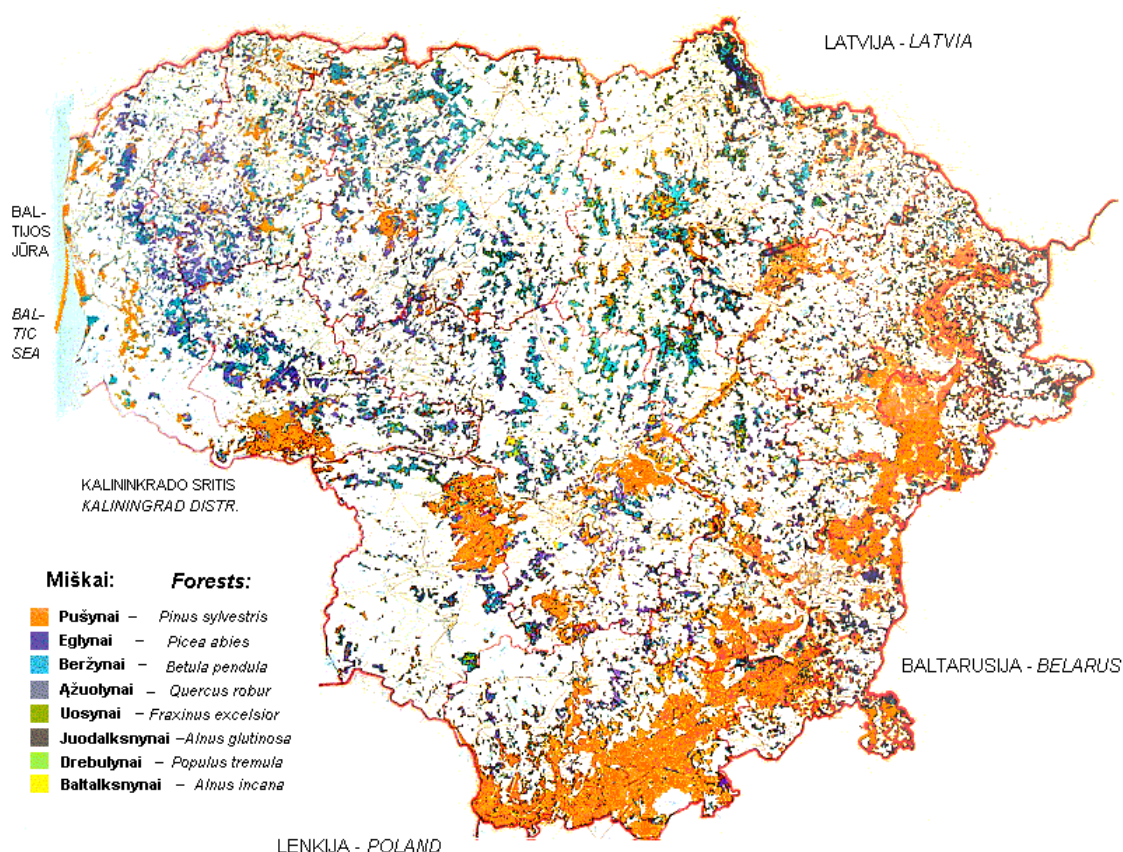 LATVIJA - LATVIA
BAL-
TIJOS
JŪRA
BAL-
TIC
SEA
KALININKRADO SRITIS
KALININGRAD DISTR.
Miškai: Forests:
Pušynai – Pinus sylvestris
Eglynai – Picea abies
Beržynai – Betula pendula
Ąžuolynai – Quercus robur
Uosynai – Fraxinus excelsior
Juodalksnynai –Alnus glutinosa
Drebulynai – Populus tremula
Baltalksnynai – Alnus incana
BALTARUSIJA - BELARUS
LENKIJA - POLAND